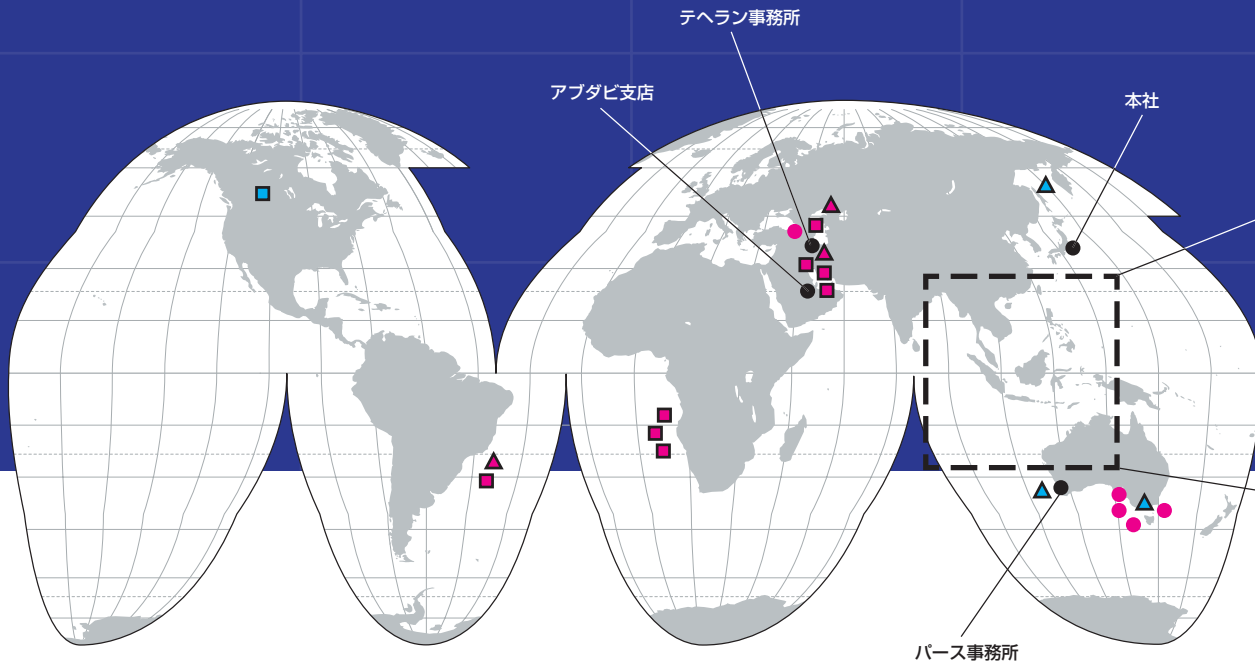 テヘラン事務所
アブダビ支店
本社
パース事務所